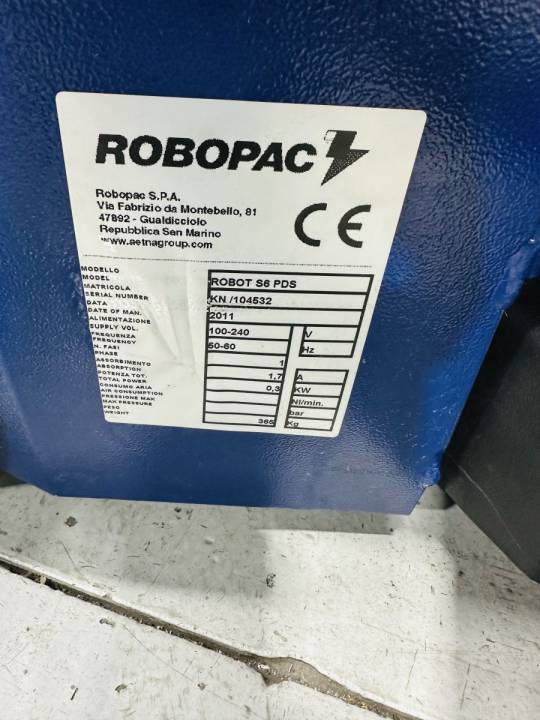 ROBOPAC
Robopac S.P.A.
Via Fabrizio da Montebello, 81
47892 - Gualdicciolo
Repubblica San Marino
www.aetnagroup.com
CE
MODELLO
MODEL
ROBOT S6 PDS
MATRICOLA
SERIAL NUMBER
KN /104532
DATA
DATE OF MAN.
2011
ALIMENTAZIONE
SUPPLY VOL.
100-240 V
FREQUENZA
FREQUENCY
50-60 Hz
N. FASI
PHASE
1
ASSORBIMENTO
ABSORPTION
1,7 A
POTENZA TOT.
TOTAL POWER
0,3 KW
CONSUMO ARIA
AIR CONSUMPTION
Nl/min.
PRESSIONE MAX
MAX PRESSURE
bar
PESO
WEIGHT
365 Kg